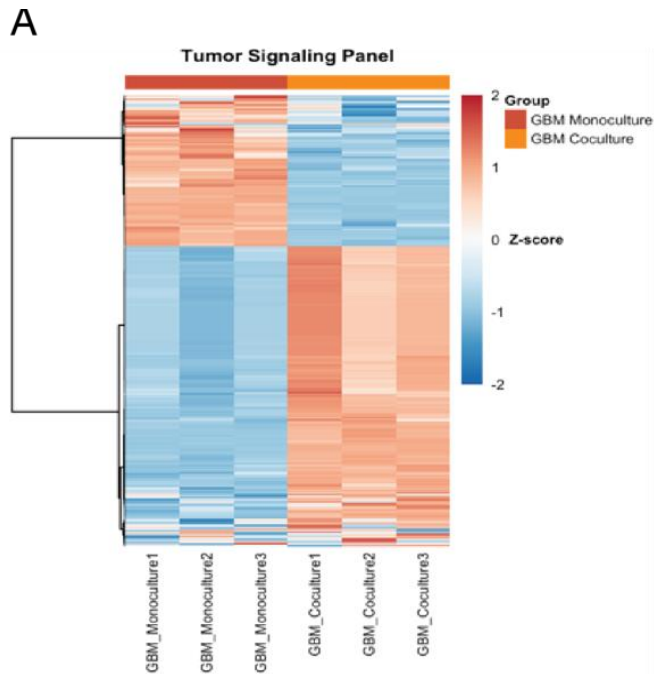 A
Tumor Signaling Panel
2
1
0
-1
-2
Z-score
Group
GBM Monoculture
GBM Coculture
GBM_Monoculture1
GBM_Monoculture2
GBM_Monoculture3
GBM_Coculture1
GBM_Coculture2
GBM_Coculture3